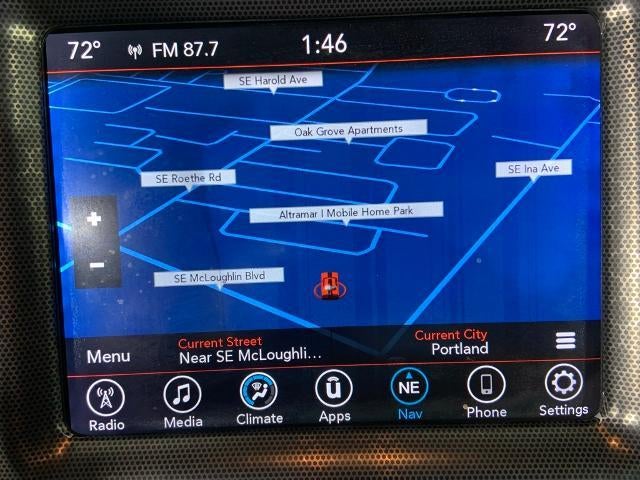 72° FM 87.7 1:46 72°
SE Harold Ave
Oak Grove Apartments
SE Ina Ave
SE Roethe Rd
Altramar I Mobile Home Park
+
SE McLoughlin Blvd
−
Menu
Current Street
Near SE McLoughli...
Current City
Portland
U
NE
Radio Media Climate Apps Nav Phone Settings